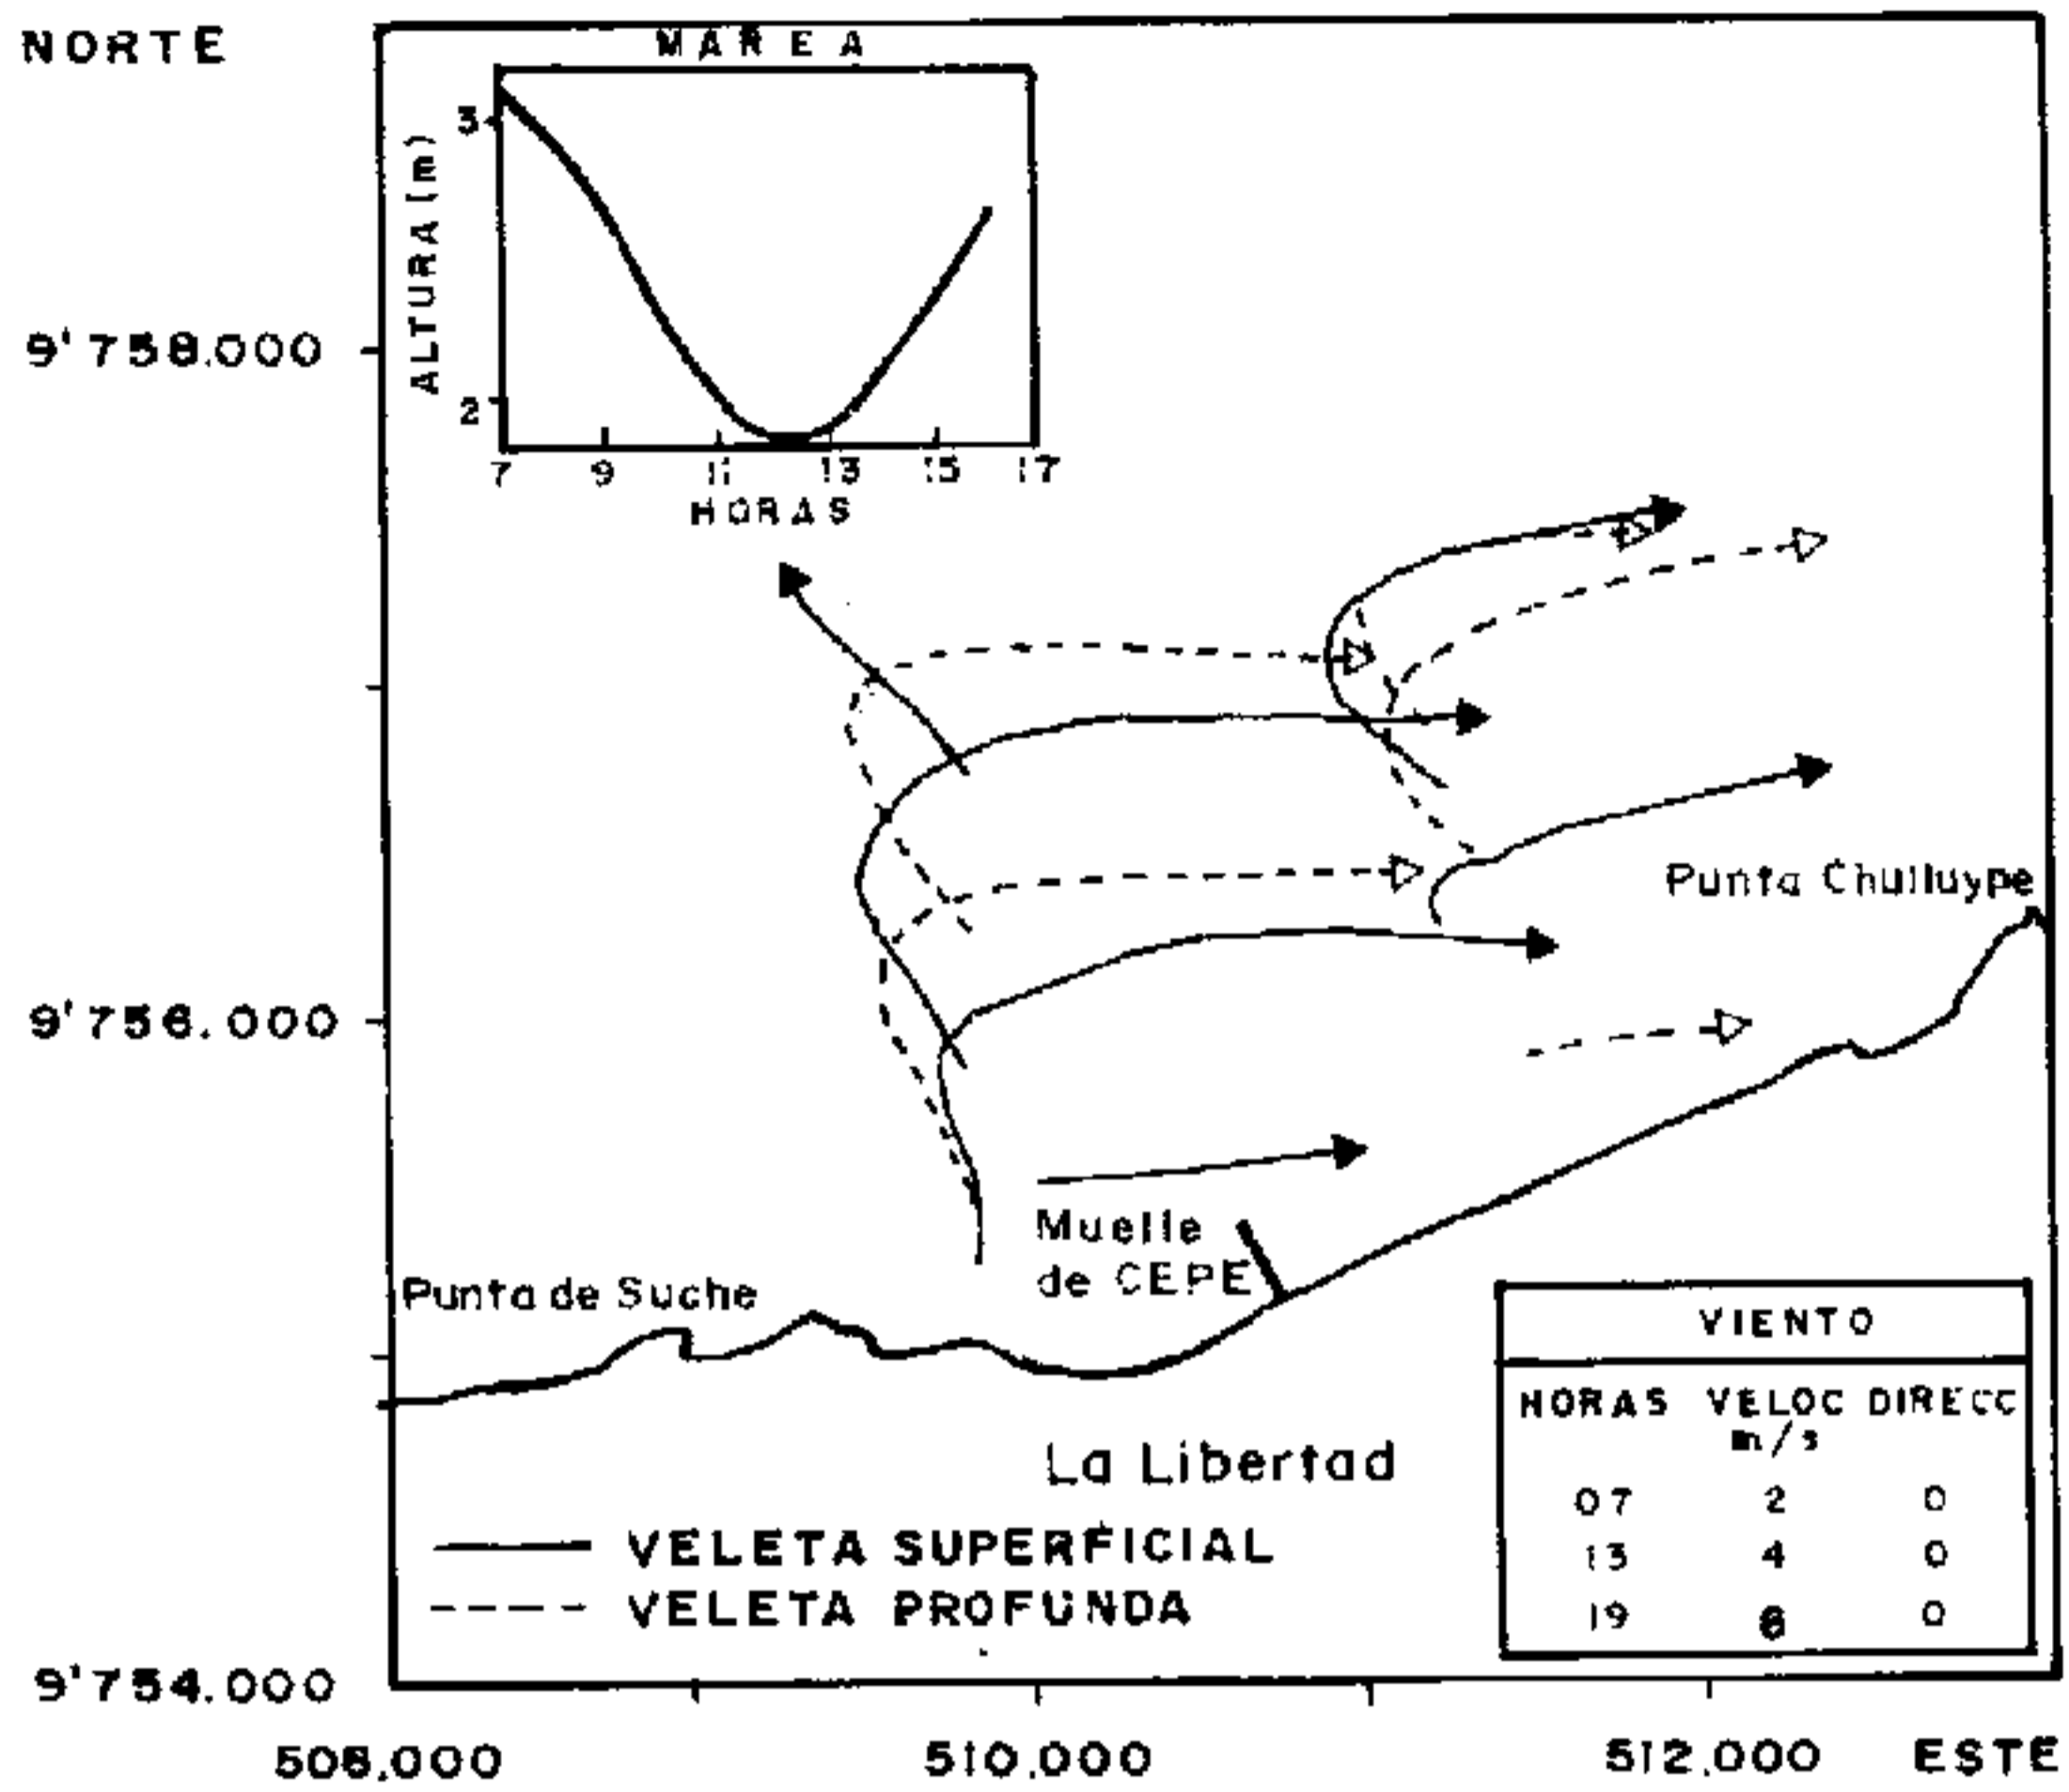 NORTE
MAREA
3
ALTURA (m)
9'758.000
2
7 9 11 13 15 17
HORAS
Punta Chulluype
9'756.000
Muelle
de CEPE
Punta de Suche
VIENTO
HORAS VELOC DIRECC
m/s
07 2 0
13 4 0
19 6 0
La Libertad
VELETA SUPERFICIAL
VELETA PROFUNDA
9'754.000
508.000 510.000 512.000 ESTE